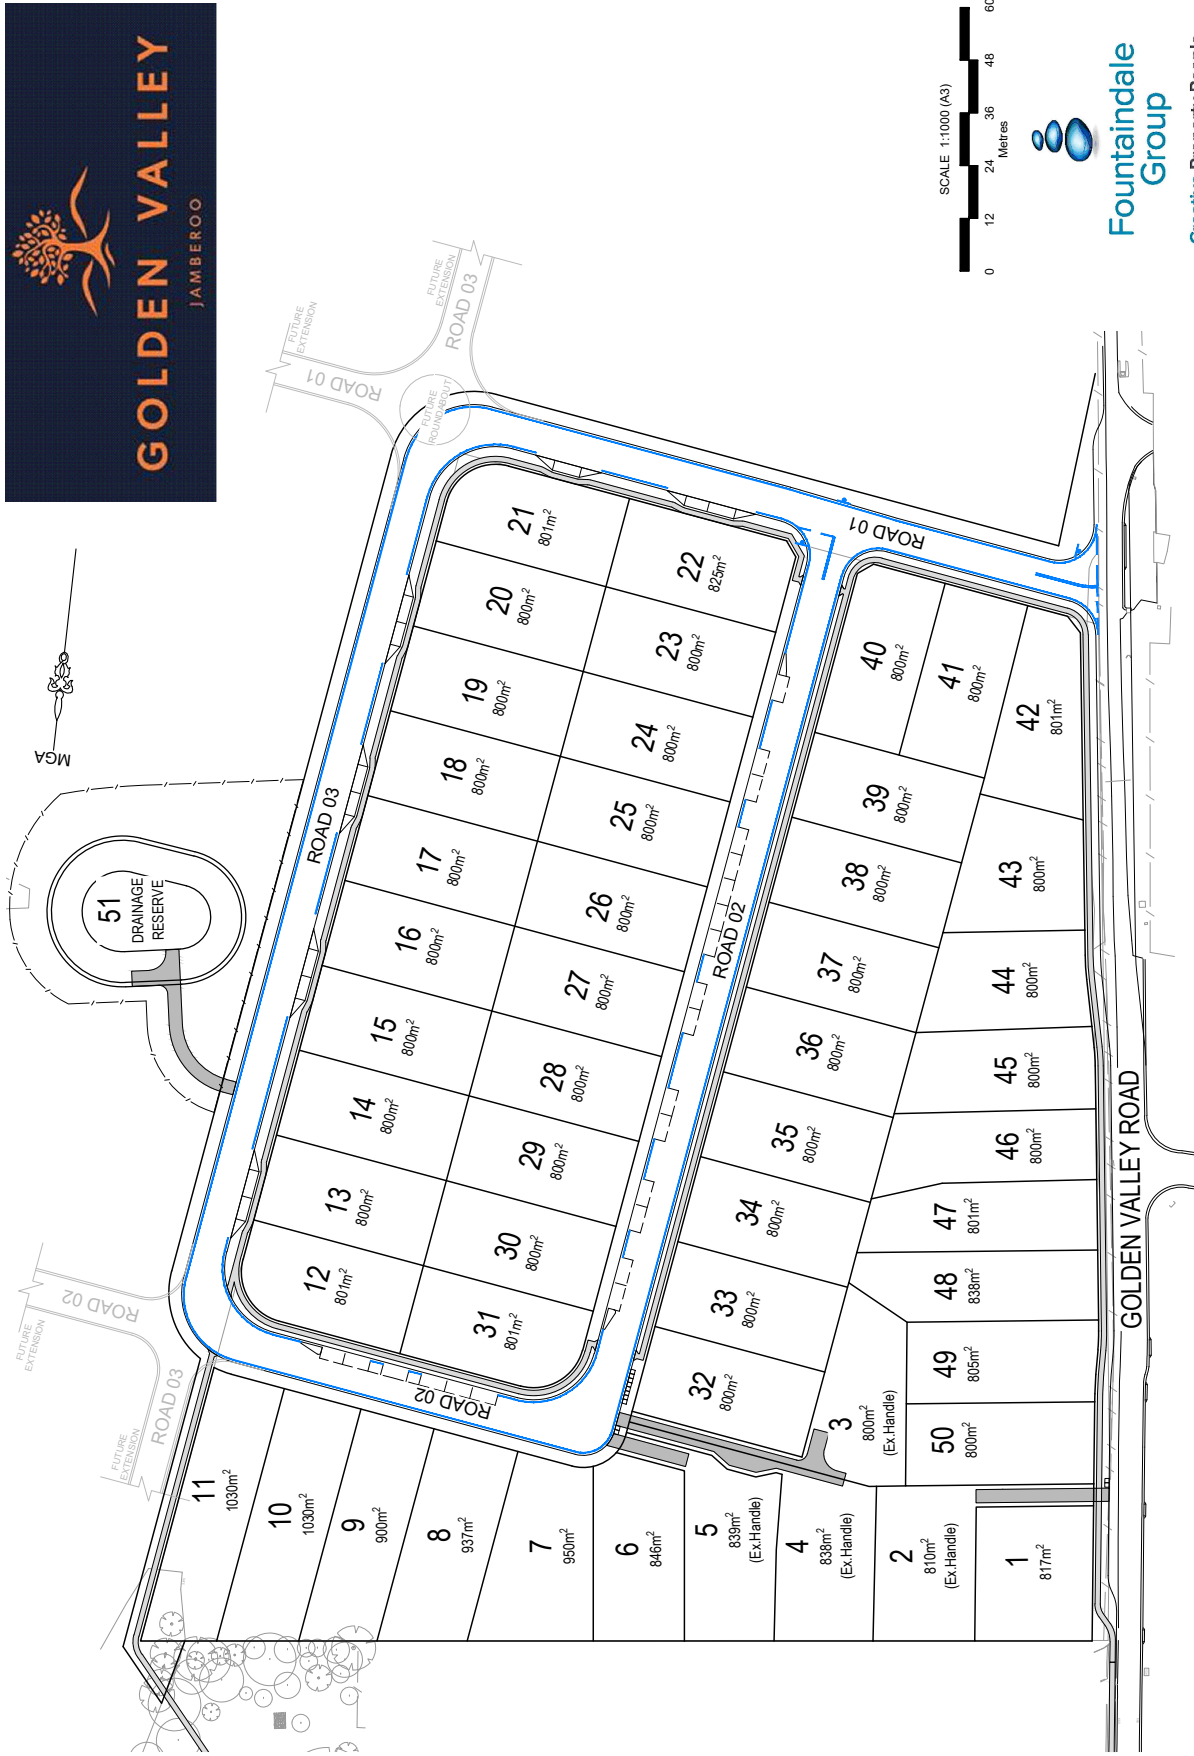 GOLDEN VALLEY
JAMBEROO
SCALE 1:1000 (A3)
0 12 24 36 48 60
Metres
Fountaindale
Group
MGA
FUTURE
EXTENSION
ROAD 01
FUTURE
EXTENSION
ROAD 03
FUTURE
ROUNDABOUT
ROAD 03
51
DRAINAGE
RESERVE
ROAD 01
ROAD 02
ROAD 02
FUTURE
EXTENSION
ROAD 02
FUTURE
EXTENSION
ROAD 03
GOLDEN VALLEY ROAD
1
817m²
2
810m²
(Ex.Handle)
3
800m²
(Ex.Handle)
4
838m²
(Ex.Handle)
5
839m²
(Ex.Handle)
6
846m²
7
950m²
8
937m²
9
900m²
10
1030m²
11
1030m²
12
801m²
13
800m²
14
800m²
15
800m²
16
800m²
17
800m²
18
800m²
19
800m²
20
800m²
21
801m²
22
825m²
23
800m²
24
800m²
25
800m²
26
800m²
27
800m²
28
800m²
29
800m²
30
800m²
31
801m²
32
800m²
33
800m²
34
800m²
35
800m²
36
800m²
37
800m²
38
800m²
39
800m²
40
800m²
41
800m²
42
801m²
43
800m²
44
800m²
45
800m²
46
800m²
47
801m²
48
838m²
49
805m²
50
800m²